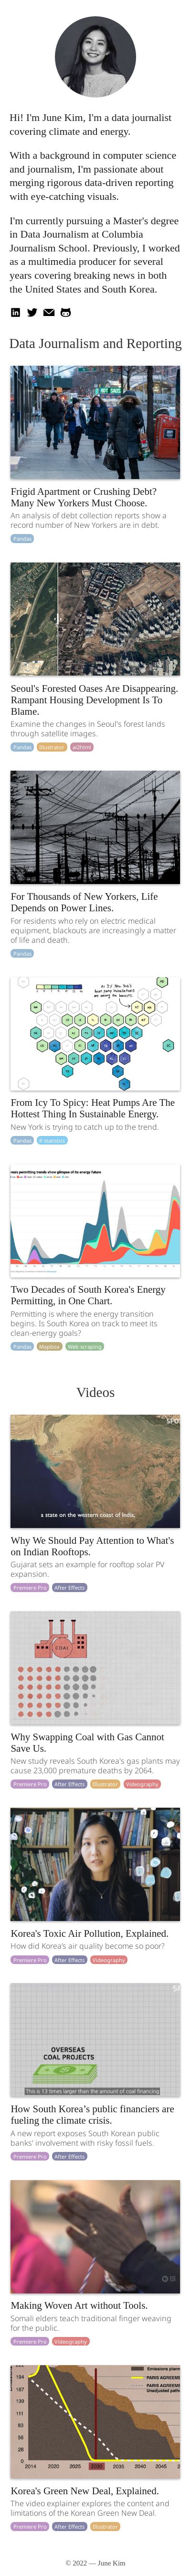 Hi! I'm June Kim, I'm a data journalist
covering climate and energy.
With a background in computer science
and journalism, I'm passionate about
merging rigorous data-driven reporting
with eye-catching visuals.
I'm currently pursuing a Master's degree
in Data Journalism at Columbia
Journalism School. Previously, I worked
as a multimedia producer for several
years covering breaking news in both
the United States and South Korea.
Data Journalism and Reporting
Frigid Apartment or Crushing Debt?
Many New Yorkers Must Choose.
An analysis of debt collection reports show a
record number of New Yorkers are in debt.
Pandas
Seoul's Forested Oases Are Disappearing.
Rampant Housing Development Is To
Blame.
Examine the changes in Seoul's forest lands
through satellite images.
Pandas Illustrator ai2html
For Thousands of New Yorkers, Life
Depends on Power Lines.
For residents who rely on electric medical
equipment, blackouts are increasingly a matter
of life and death.
Pandas
From Icy To Spicy: Heat Pumps Are The
Hottest Thing In Sustainable Energy.
New York is trying to catch up to the trend.
Pandas R statistics
Two Decades of South Korea's Energy
Permitting, in One Chart.
Permitting is where the energy transition
begins. Is South Korea on track to meet its
clean-energy goals?
Pandas Mapbox Web scraping
Videos
a state on the western coast of India,
Why We Should Pay Attention to What's
on Indian Rooftops.
Gujarat sets an example for rooftop solar PV
expansion.
Premiere Pro After Effects
COAL
Why Swapping Coal with Gas Cannot
Save Us.
New study reveals South Korea's gas plants may
cause 23,000 premature deaths by 2064.
Premiere Pro After Effects Illustrator Videography
Korea's Toxic Air Pollution, Explained.
How did Korea's air quality become so poor?
Premiere Pro After Effects Videography
OVERSEAS
COAL PROJECTS
This is 13 times larger than the amount of coal financing
How South Korea's public financiers are
fueling the climate crisis.
A new report exposes South Korean public
banks' involvement with risky fossil fuels.
Premiere Pro After Effects
Making Woven Art without Tools.
Somali elders teach traditional finger weaving
for the public.
Premiere Pro Videography
Emissions plann
PARIS AGREEME
PARIS AGREEME
Unadjusted path
2014 2020 2025 2030 2035 2040 2045
Korea's Green New Deal, Explained.
The video explainer explores the content and
limitations of the Korean Green New Deal.
Premiere Pro After Effects Illustrator
© 2022 — June Kim